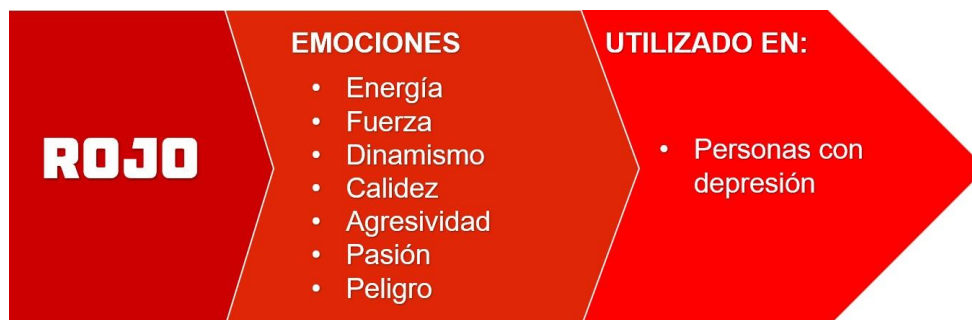 ROJO
EMOCIONES
• Energía
• Fuerza
• Dinamismo
• Calidez
• Agresividad
• Pasión
• Peligro
UTILIZADO EN:
• Personas con
depresión